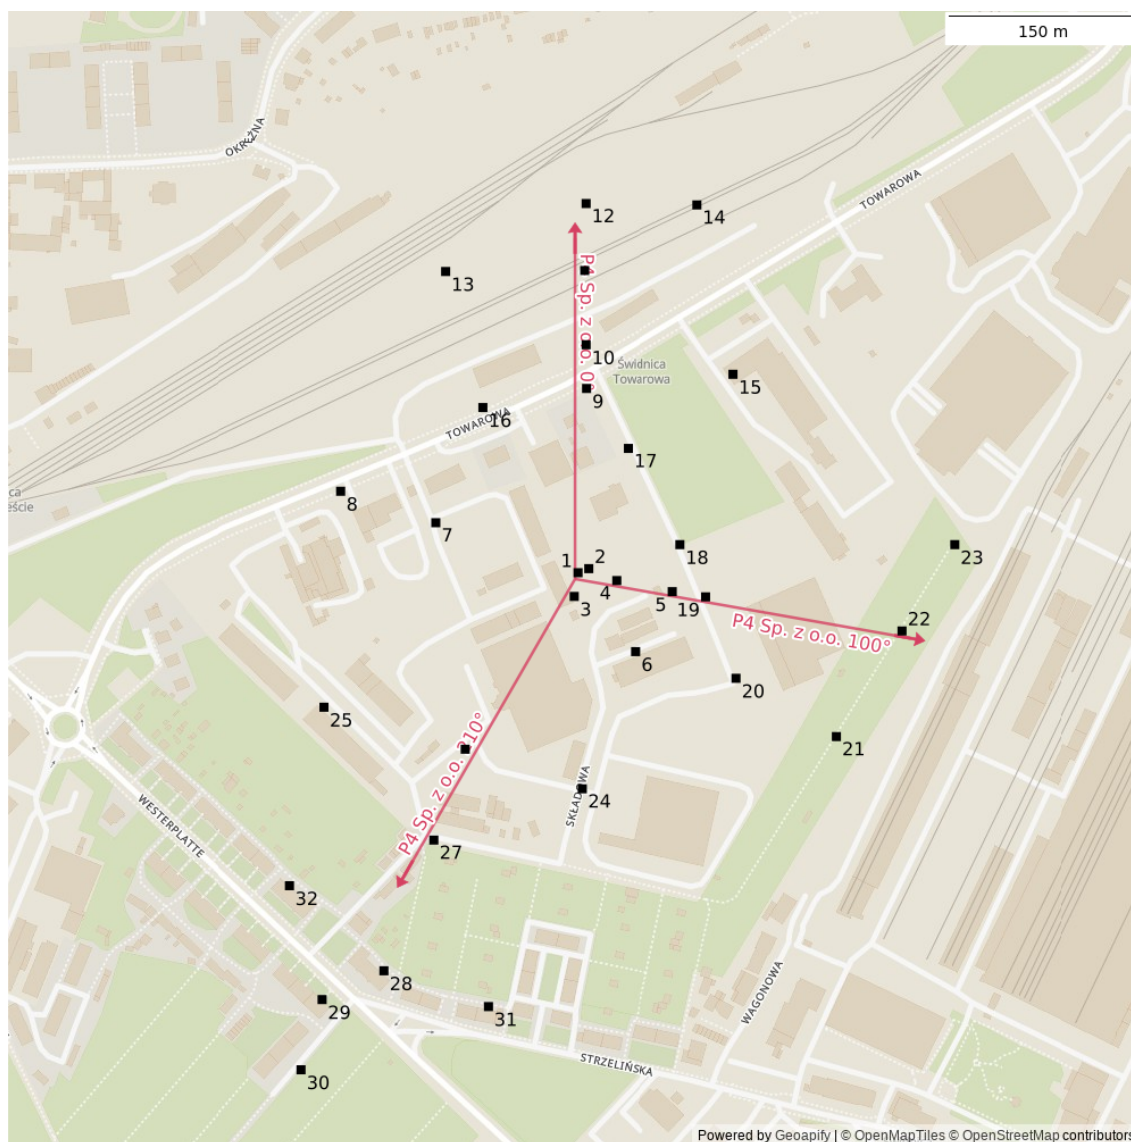 150 m
OKRĘŻNA
TOWAROWA
12
14
13
P4 Sp. z o.o. 0°
10
Świdnica
Towarowa
15
9
16
TOWAROWA
17
ca
eście
8
7
18
23
1
2
4
5
19
3
22
P4 Sp. z o.o. 100°
6
20
25
21
P4 Sp. z o.o. 210°
24
SKŁADOWA
WESTERPLATTE
27
32
28
29
31
WAGONOWA
30
STRZELIŃSKA
Powered by Geoapify | © OpenMapTiles © OpenStreetMap contributors